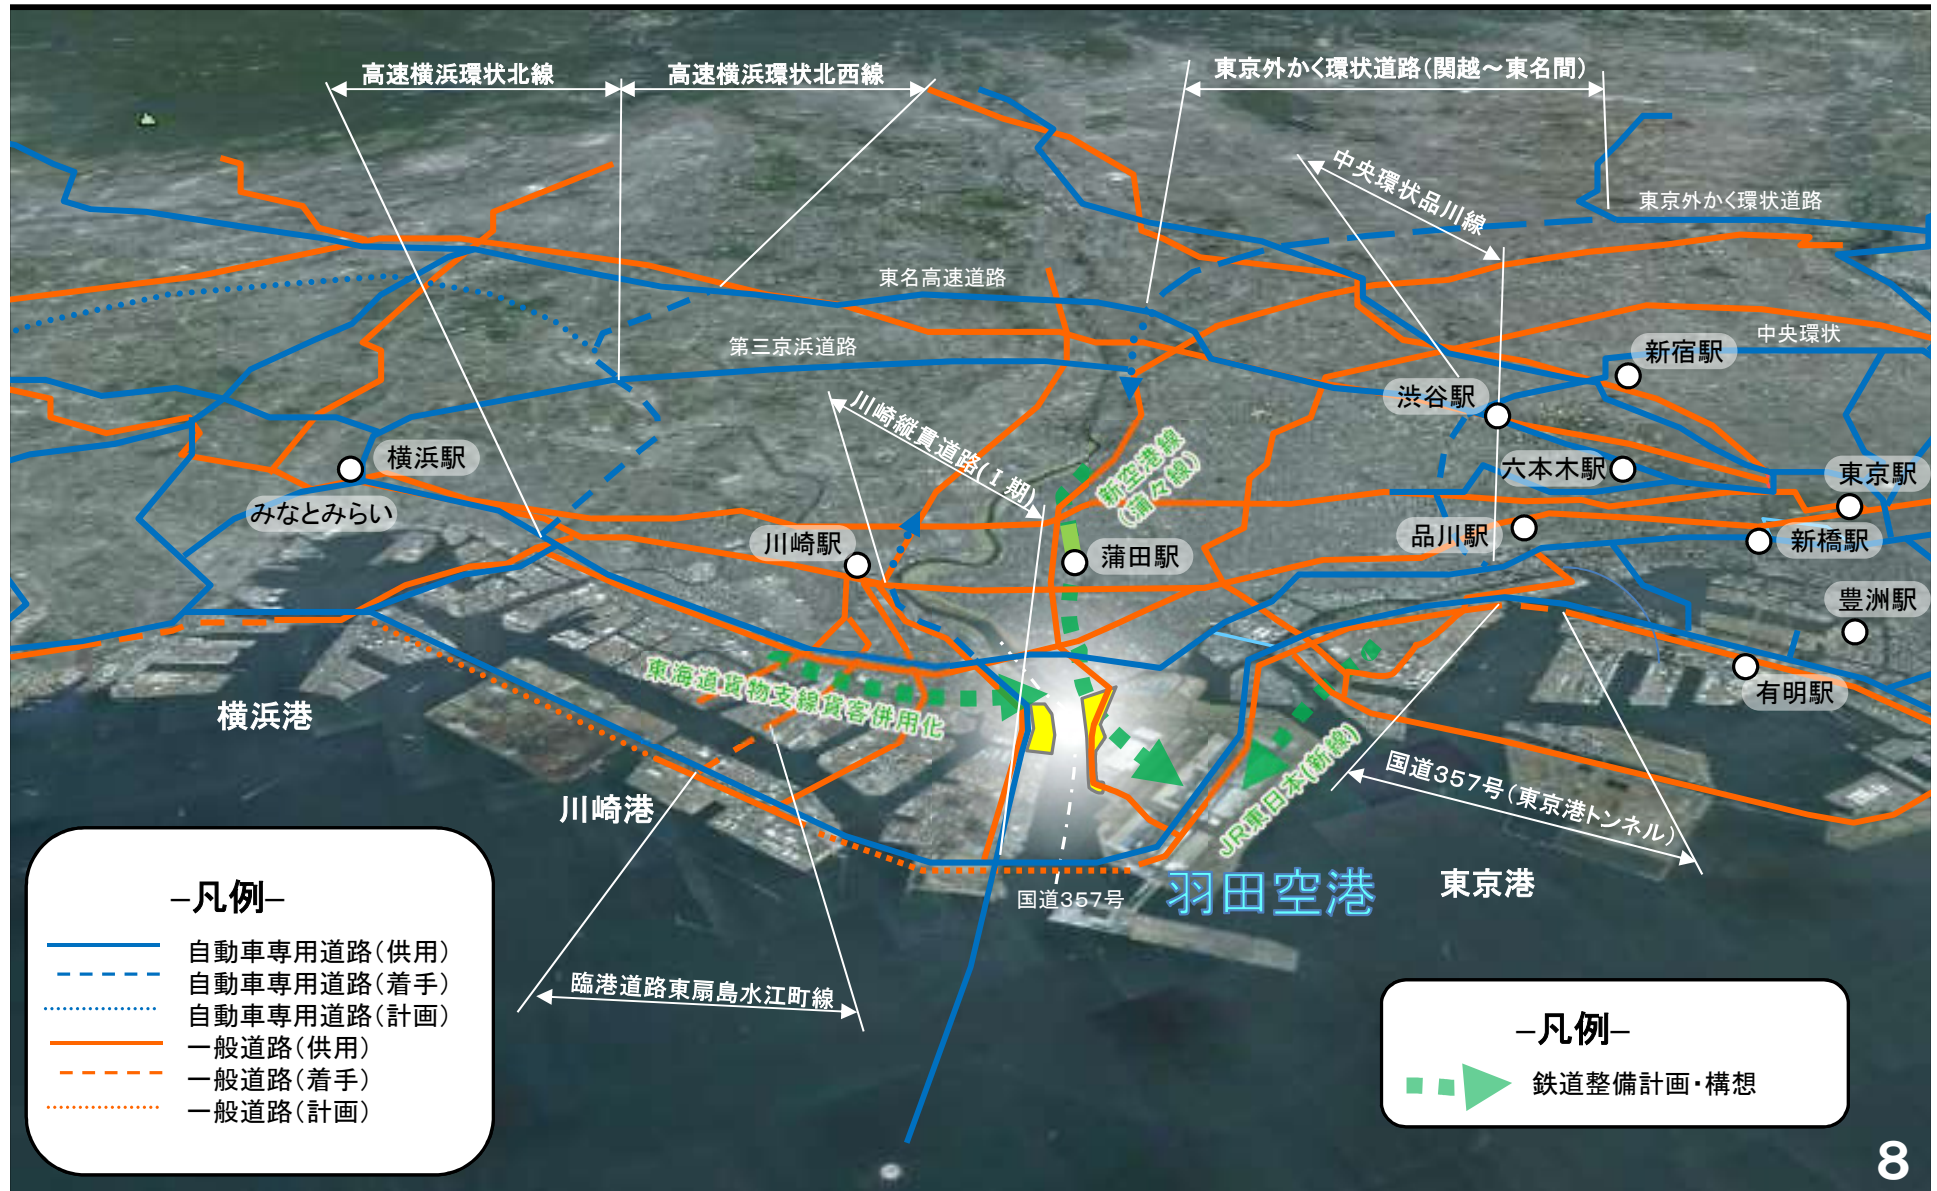 高速横浜環状北線
高速横浜環状北西線
東京外かく環状道路(関越～東名間)
中央環状品川線
東京外かく環状道路
東名高速道路
中央環状
第三京浜道路
新宿駅
渋谷駅
川崎縦貫道路(Ⅰ期)
新空港線
(蒲々線)
横浜駅
六本木駅
東京駅
みなとみらい
川崎駅
蒲田駅
品川駅
新橋駅
豊洲駅
有明駅
東海道貨物支線貨客併用化
横浜港
川崎港
JR東日本(新線)
国道357号(東京港トンネル)
国道357号
羽田空港
東京港
臨港道路東扇島水江町線
–凡例–
自動車専用道路(供用)
自動車専用道路(着手)
自動車専用道路(計画)
一般道路(供用)
一般道路(着手)
一般道路(計画)
–凡例–
鉄道整備計画・構想
8